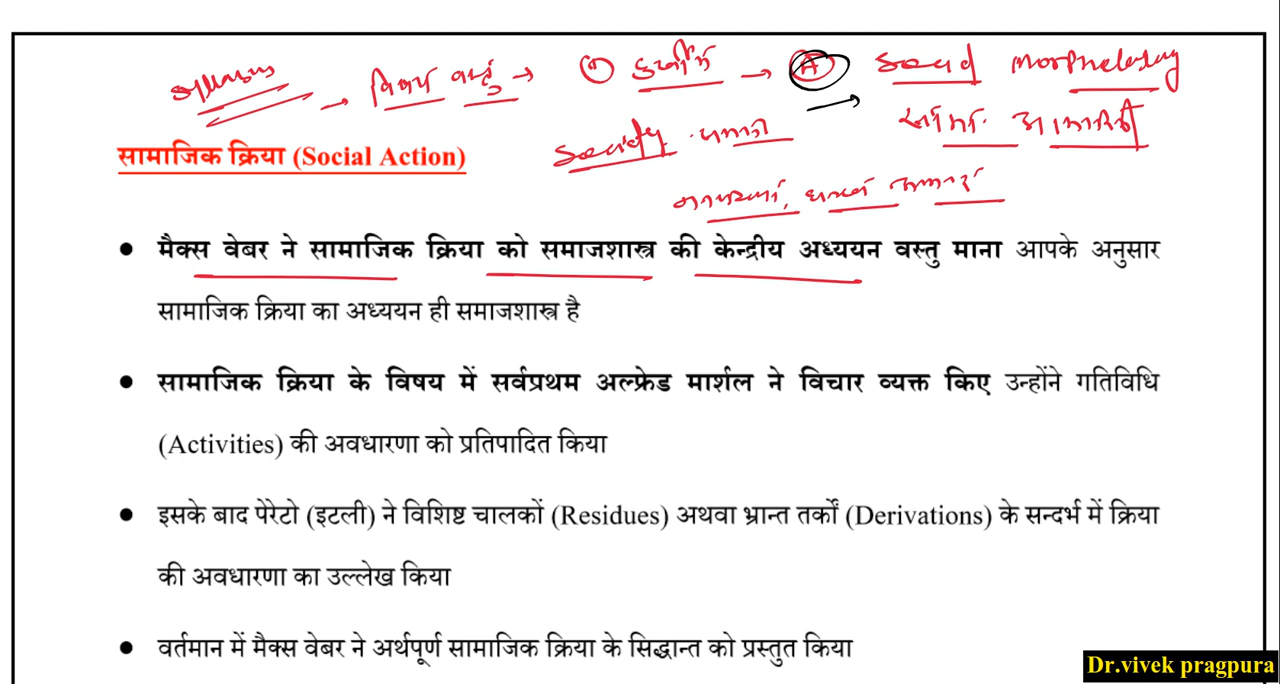 विषय वस्तु → ① दुर्खीम → Ⓐ Social morphology
Society समाज
सामाजिक क्रिया (Social Action)
मैक्स वेबर ने सामाजिक क्रिया को समाजशास्त्र की केन्द्रीय अध्ययन वस्तु माना आपके अनुसार
सामाजिक क्रिया का अध्ययन ही समाजशास्त्र है
सामाजिक क्रिया के विषय में सर्वप्रथम अल्फ्रेड मार्शल ने विचार व्यक्त किए उन्होंने गतिविधि
(Activities) की अवधारणा को प्रतिपादित किया
इसके बाद पेरेटो (इटली) ने विशिष्ट चालकों (Residues) अथवा भ्रान्त तर्कों (Derivations) के सन्दर्भ में क्रिया
की अवधारणा का उल्लेख किया
वर्तमान में मैक्स वेबर ने अर्थपूर्ण सामाजिक क्रिया के सिद्धान्त को प्रस्तुत किया
Dr.vivek pragpura